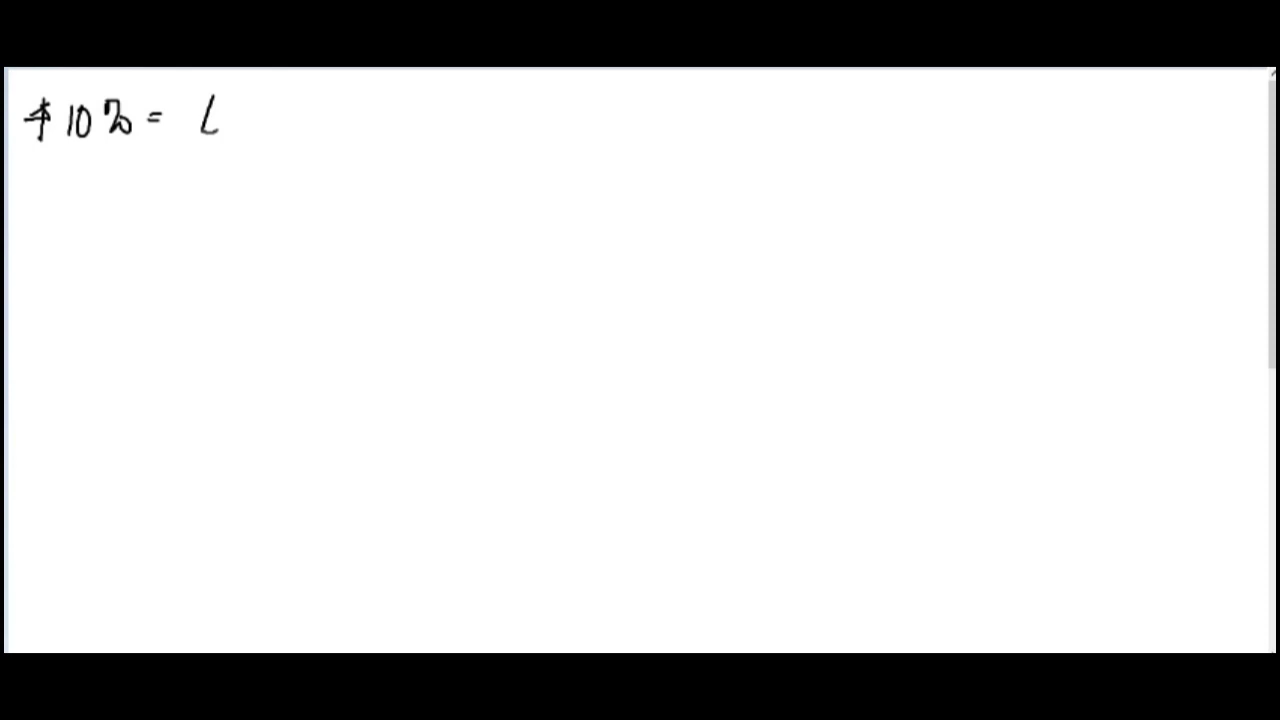 +10% = L